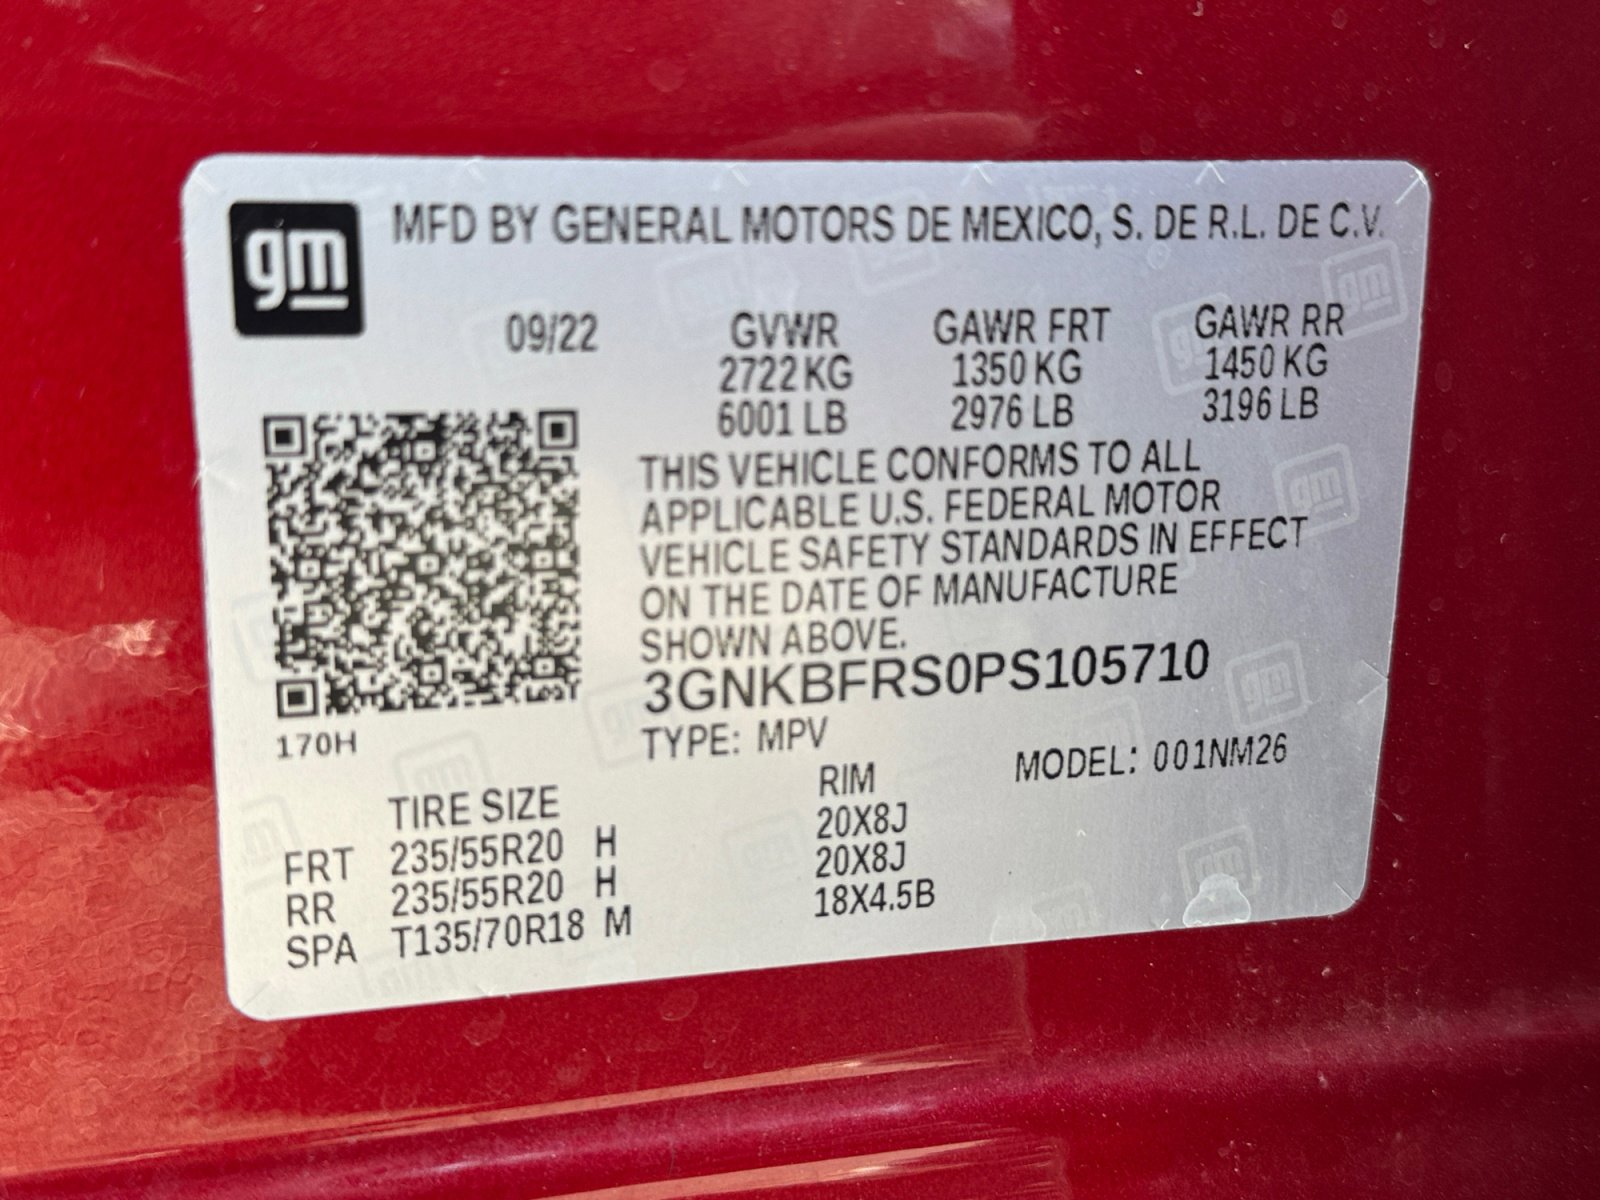 gm
MFD BY GENERAL MOTORS DE MEXICO, S. DE R.L. DE C.V.
09/22 GVWR GAWR FRT GAWR RR
2722 KG 1350 KG 1450 KG
6001 LB 2976 LB 3196 LB
THIS VEHICLE CONFORMS TO ALL
APPLICABLE U.S. FEDERAL MOTOR
VEHICLE SAFETY STANDARDS IN EFFECT
ON THE DATE OF MANUFACTURE
SHOWN ABOVE.
3GNKBFRS0PS105710
170H
TYPE: MPV MODEL: 001NM26
TIRE SIZE RIM
FRT 235/55R20 H 20X8J
RR 235/55R20 H 20X8J
SPA T135/70R18 M 18X4.5B